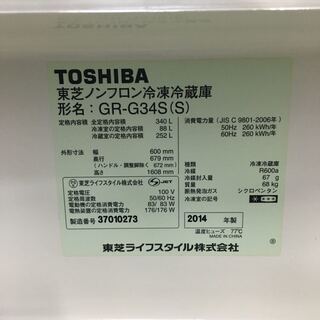 TOSHIBA
東芝ノンフロン冷凍冷蔵庫
形名：GR-G34S(S)
定格内容積 全定格内容積 340 L
冷凍室の定格内容積 88 L
冷蔵室の定格内容積 252 L
消費電力量(JIS C 9801-2006年)
50Hz 260 kWh/年
60Hz 260 kWh/年
外形寸法 幅 600 mm
奥行 679 mm
(ハンドル・調整脚除く 672 mm)
高さ 1608 mm
種類 冷凍冷蔵庫
冷媒 R600a
冷媒封入量 67 g
質量 68 kg
断熱発泡ガス シクロペンタン
冷凍室の記号
東芝ライフスタイル株式会社 JET
定格電圧 100 V
定格周波数 50/60 Hz
電動機の定格消費電力 83/ 83 W
電熱装置の定格消費電力 176/176 W
製造番号 37010273
2014 年製
温度ヒューズ 77℃
MADE IN CHINA
東芝ライフスタイル株式会社